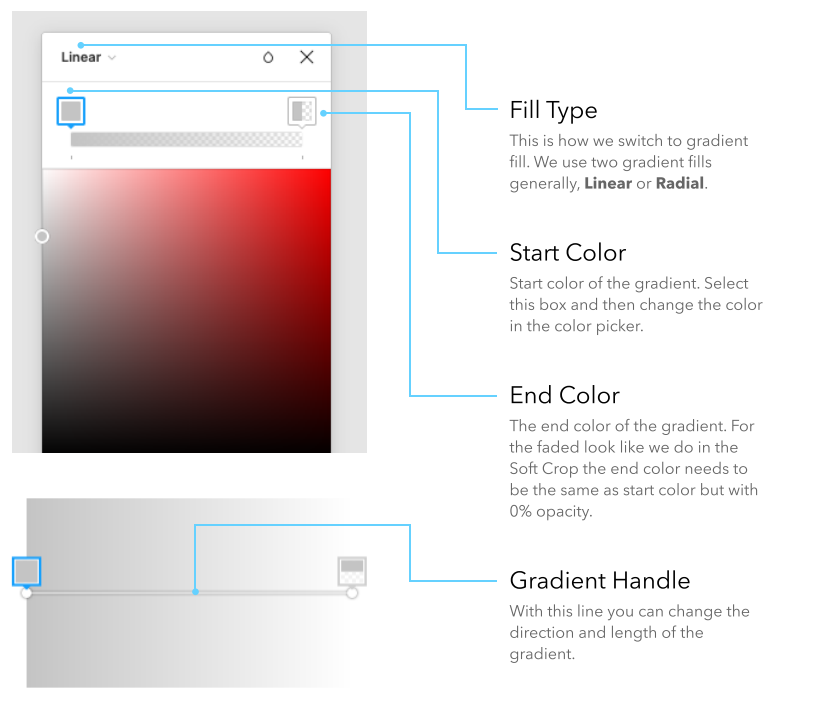 Linear
Fill Type
This is how we switch to gradient
fill. We use two gradient fills
generally, Linear or Radial.
Start Color
Start color of the gradient. Select
this box and then change the color
in the color picker.
End Color
The end color of the gradient. For
the faded look like we do in the
Soft Crop the end color needs to
be the same as start color but with
0% opacity.
Gradient Handle
With this line you can change the
direction and length of the
gradient.